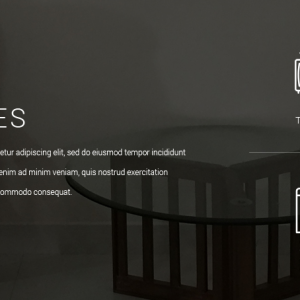 ES
etur adipiscing elit, sed do eiusmod tempor incididunt
enim ad minim veniam, quis nostrud exercitation
ommodo consequat.
T